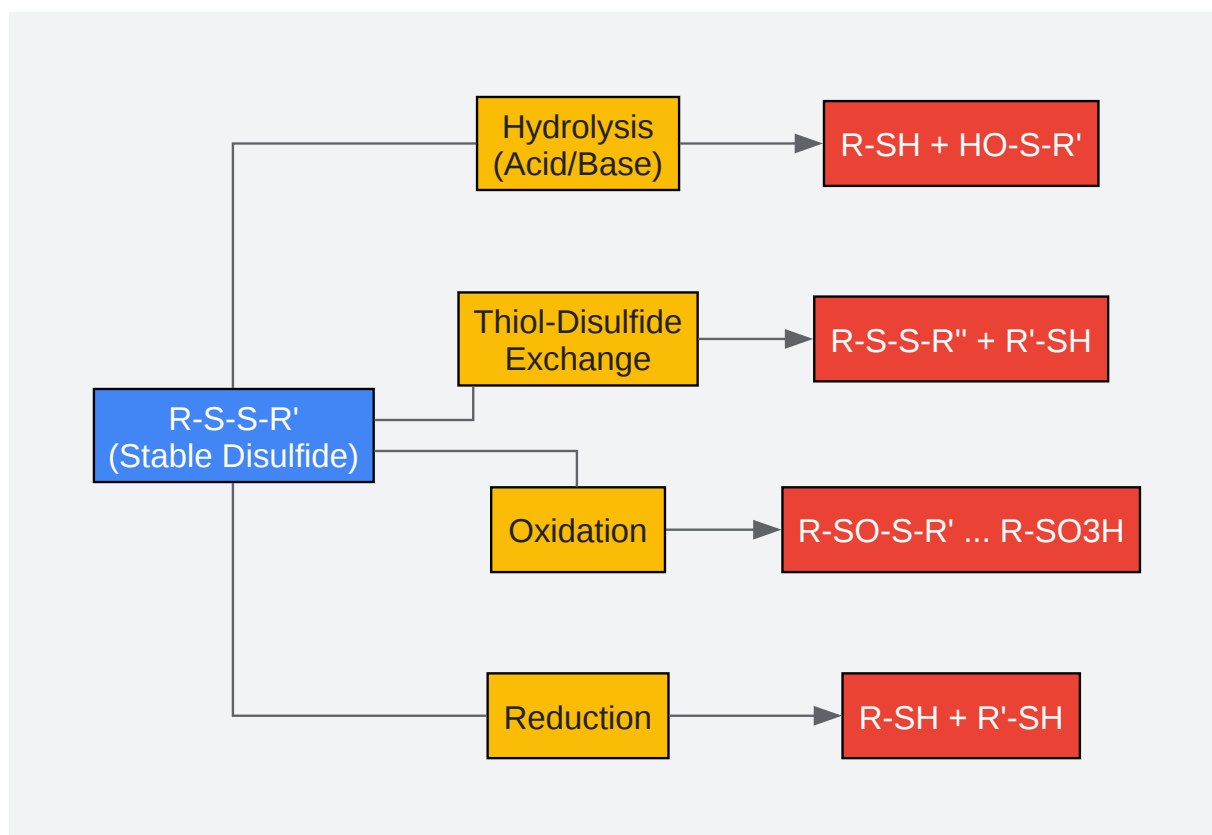 Hydrolysis
(Acid/Base)
R-SH + HO-S-R'
Thiol-Disulfide
Exchange
R-S-S-R" + R'-SH
R-S-S-R'
(Stable Disulfide)
Oxidation
R-SO-S-R' ... R-SO3H
Reduction
R-SH + R'-SH